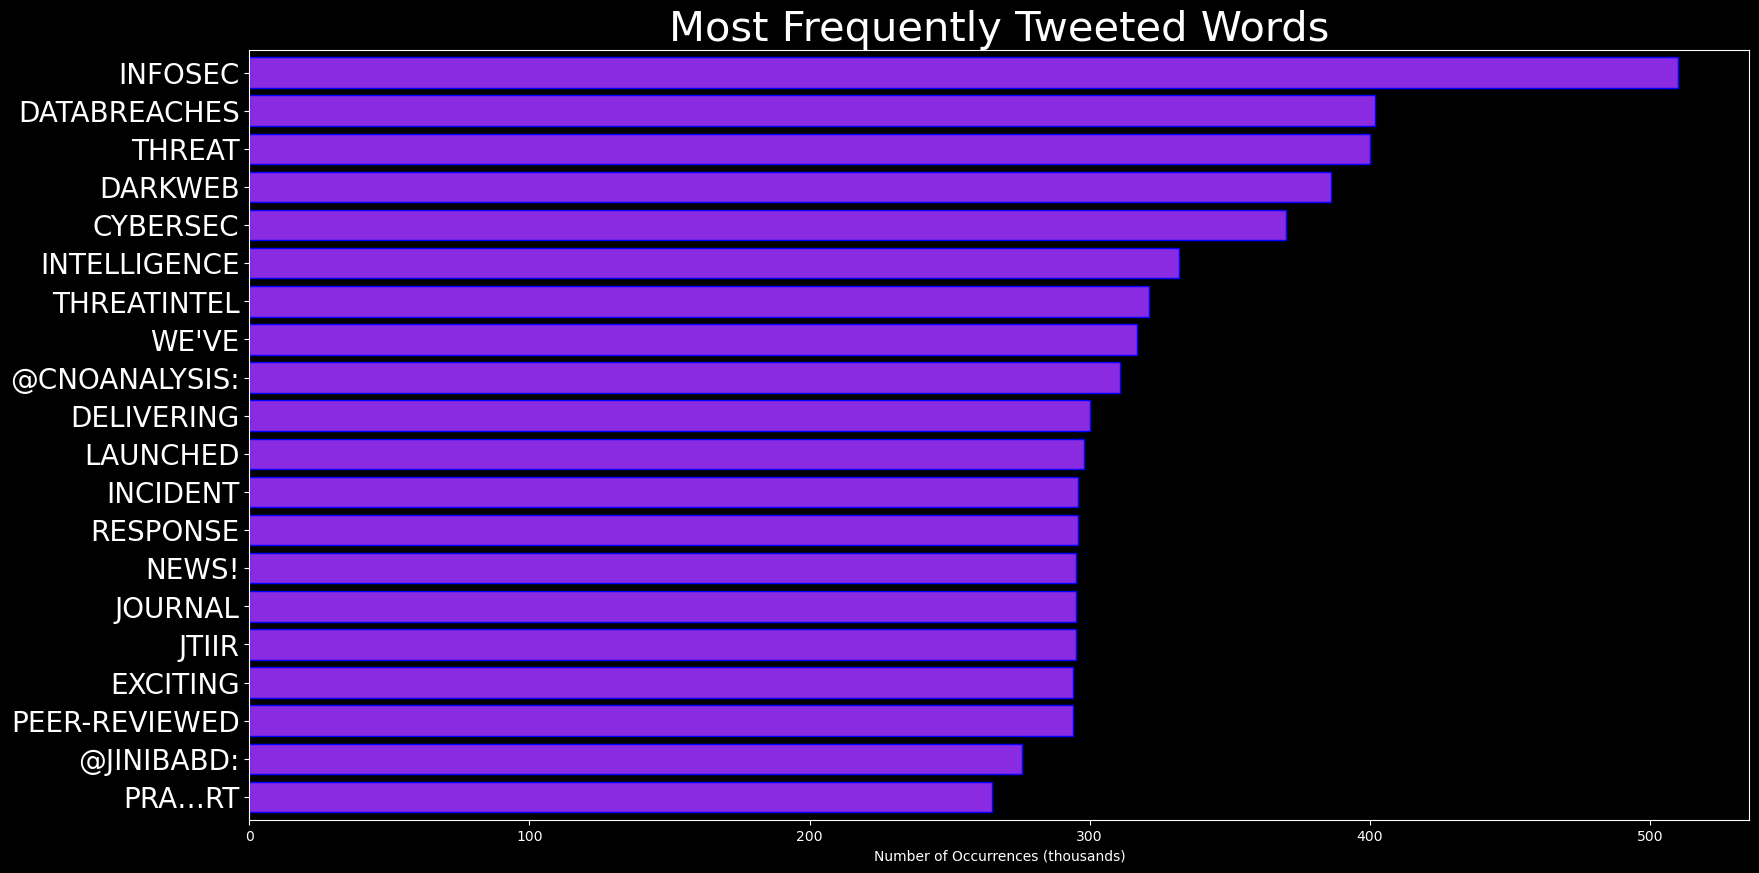 Most Frequently Tweeted Words
INFOSEC
DATABREACHES
THREAT
DARKWEB
CYBERSEC
INTELLIGENCE
THREATINTEL
WE'VE
@CNOANALYSIS:
DELIVERING
LAUNCHED
INCIDENT
RESPONSE
NEWS!
JOURNAL
JTIIR
EXCITING
PEER-REVIEWED
@JINIBABD:
PRA…RT
0 100 200 300 400 500
Number of Occurrences (thousands)